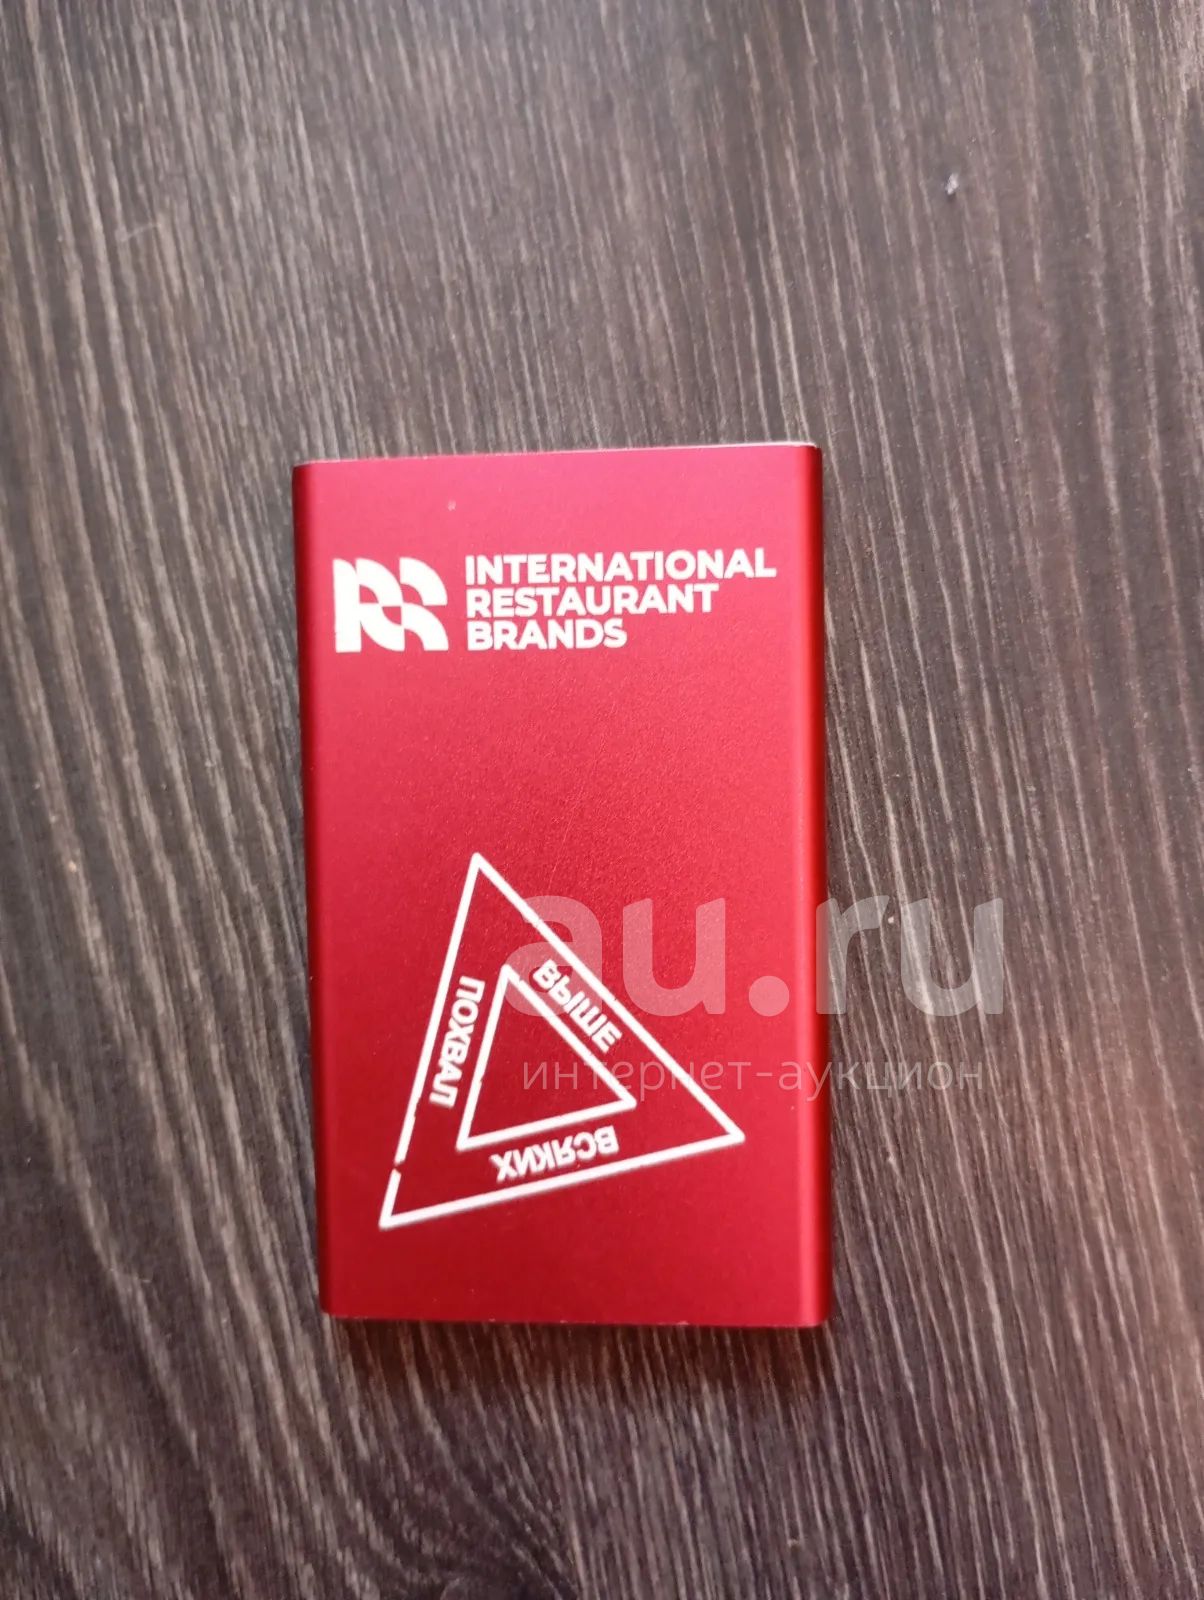 INTERNATIONAL
RESTAURANT
BRANDS
ВЫШЕ
ВСЯКИХ
ПОХВАЛ
au.ru
интернет-аукцион